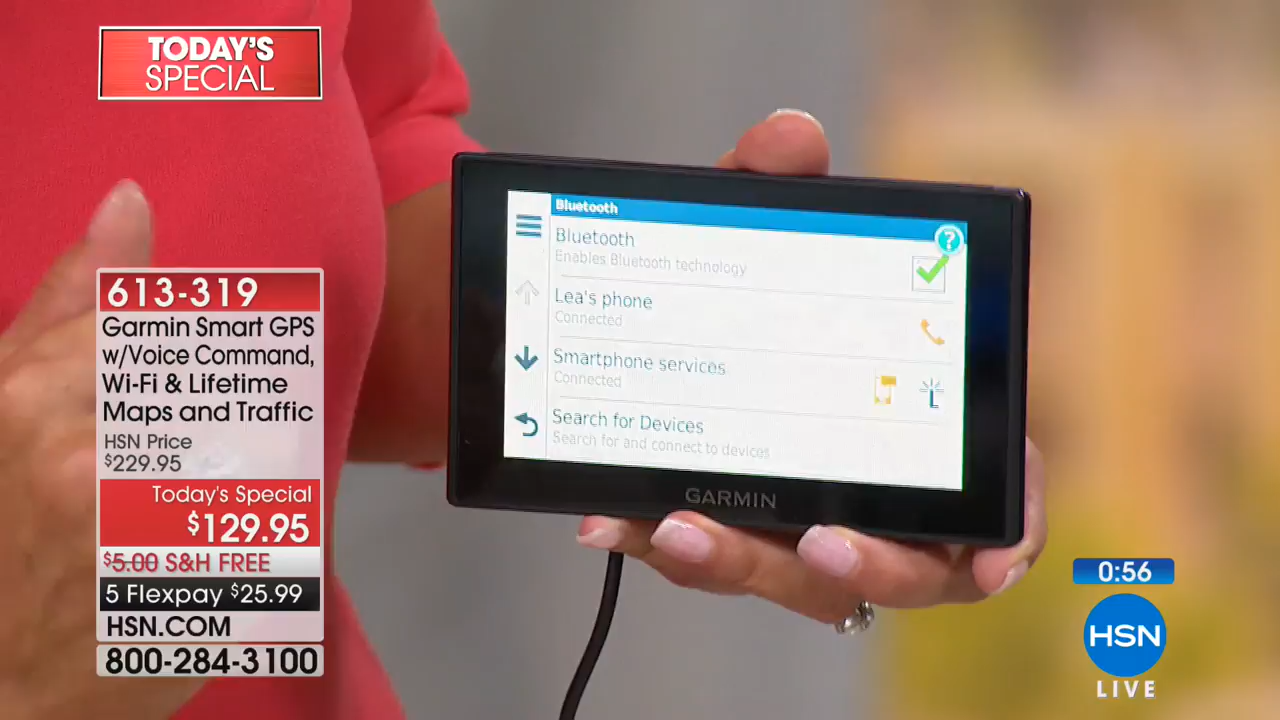 TODAY'S
SPECIAL
613-319
Garmin Smart GPS
w/Voice Command,
Wi-Fi & Lifetime
Maps and Traffic
HSN Price
$229.95
Today's Special
$129.95
$5.00 S&H FREE
5 Flexpay $25.99
HSN.COM
800-284-3100
Bluetooth
?
Bluetooth
Enables Bluetooth technology
Lea's phone
Connected
Smartphone services
Connected
Search for Devices
Search for and connect to devices
GARMIN
0:56
HSN
LIVE